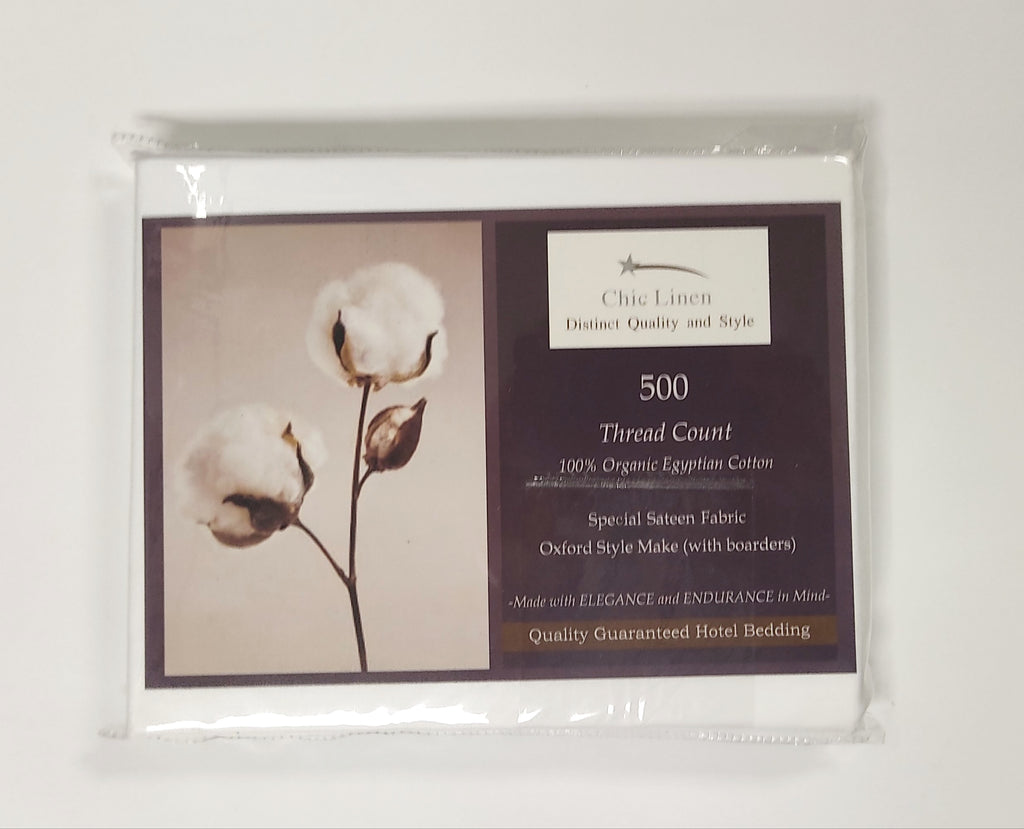 Chic Linen
Distinct Quality and Style
500
Thread Count
100% Organic Egyptian Cotton
Special Sateen Fabric
Oxford Style Make (with boarders)
-Made with ELEGANCE and ENDURANCE in Mind-
Quality Guaranteed Hotel Bedding